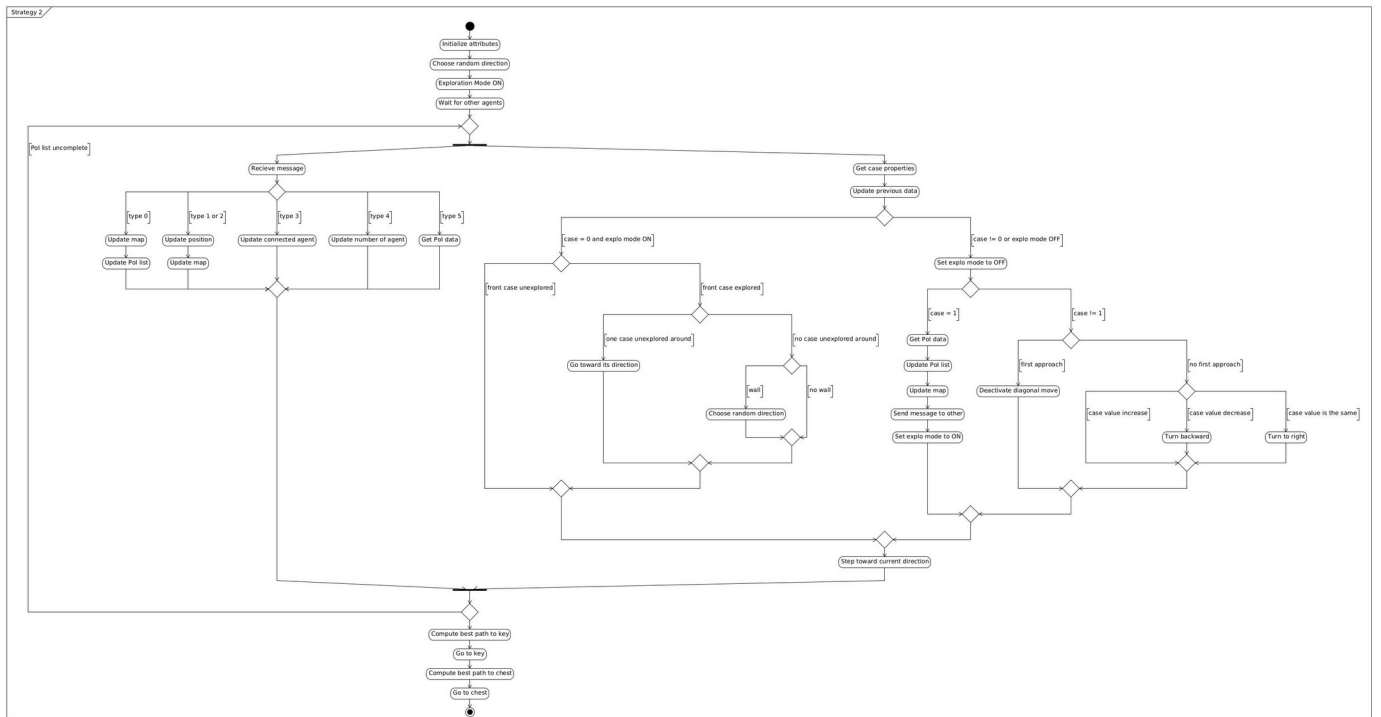 Strategy 2
Initialize attributes
Choose random direction
Exploration Mode ON
Wait for other agents
[PoI list uncomplete]
Recieve message
[type 0]
[type 1 or 2]
[type 3]
[type 4]
[type 5]
Update map
Update position
Update connected agent
Update number of agent
Get PoI data
Update PoI list
Update map
Get case properties
Update previous data
[case = 0 and explo mode ON]
[case != 0 or explo mode OFF]
Set explo mode to OFF
[front case unexplored]
[front case explored]
[one case unexplored around]
[no case unexplored around]
Go toward its direction
[wall]
[no wall]
Choose random direction
[case = 1]
[case != 1]
Get PoI data
Update PoI list
Update map
Send message to other
Set explo mode to ON
[first approach]
[no first approach]
Deactivate diagonal move
[case value increase]
[case value decrease]
[case value is the same]
Turn backward
Turn to right
Step toward current direction
Compute best path to key
Go to key
Compute best path to chest
Go to chest